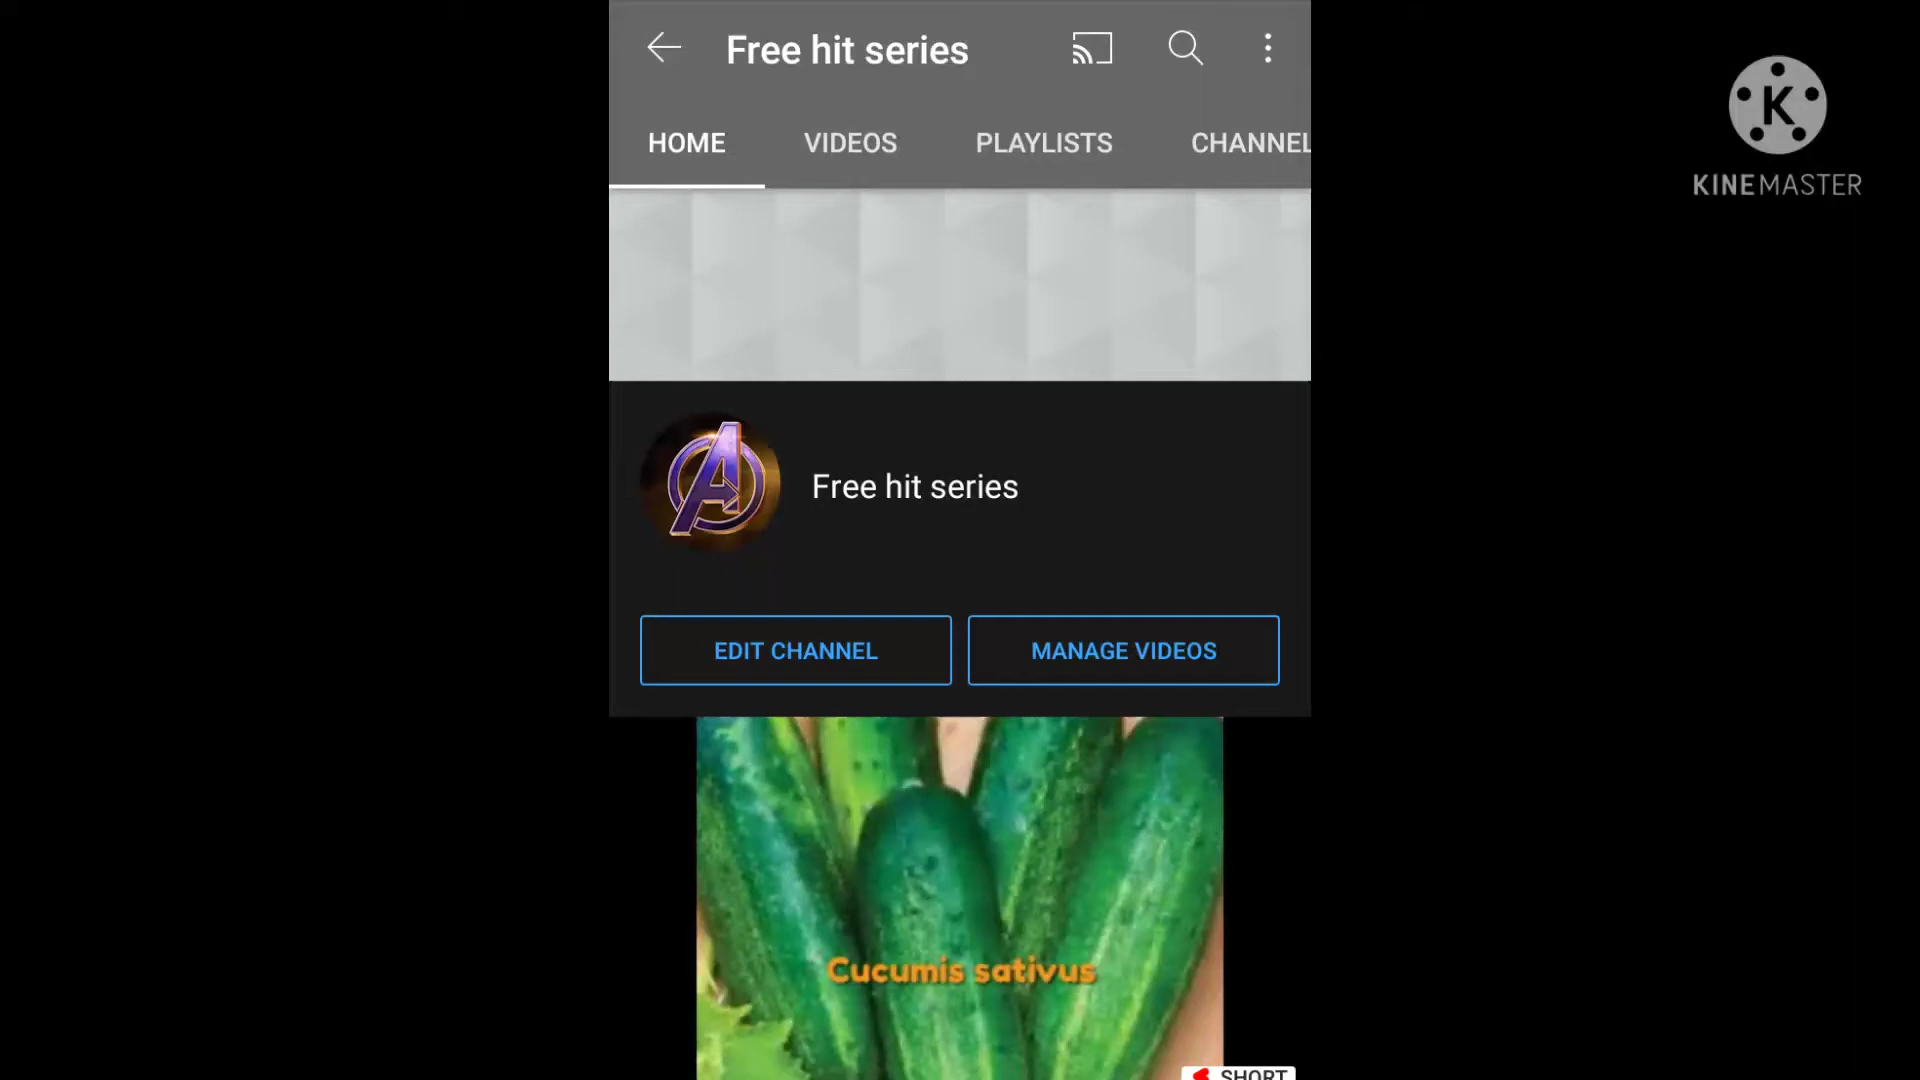 Free hit series
HOME VIDEOS PLAYLISTS CHANNEL
K
KINEMASTER
Free hit series
EDIT CHANNEL MANAGE VIDEOS
Cucumis sativus
SHORT